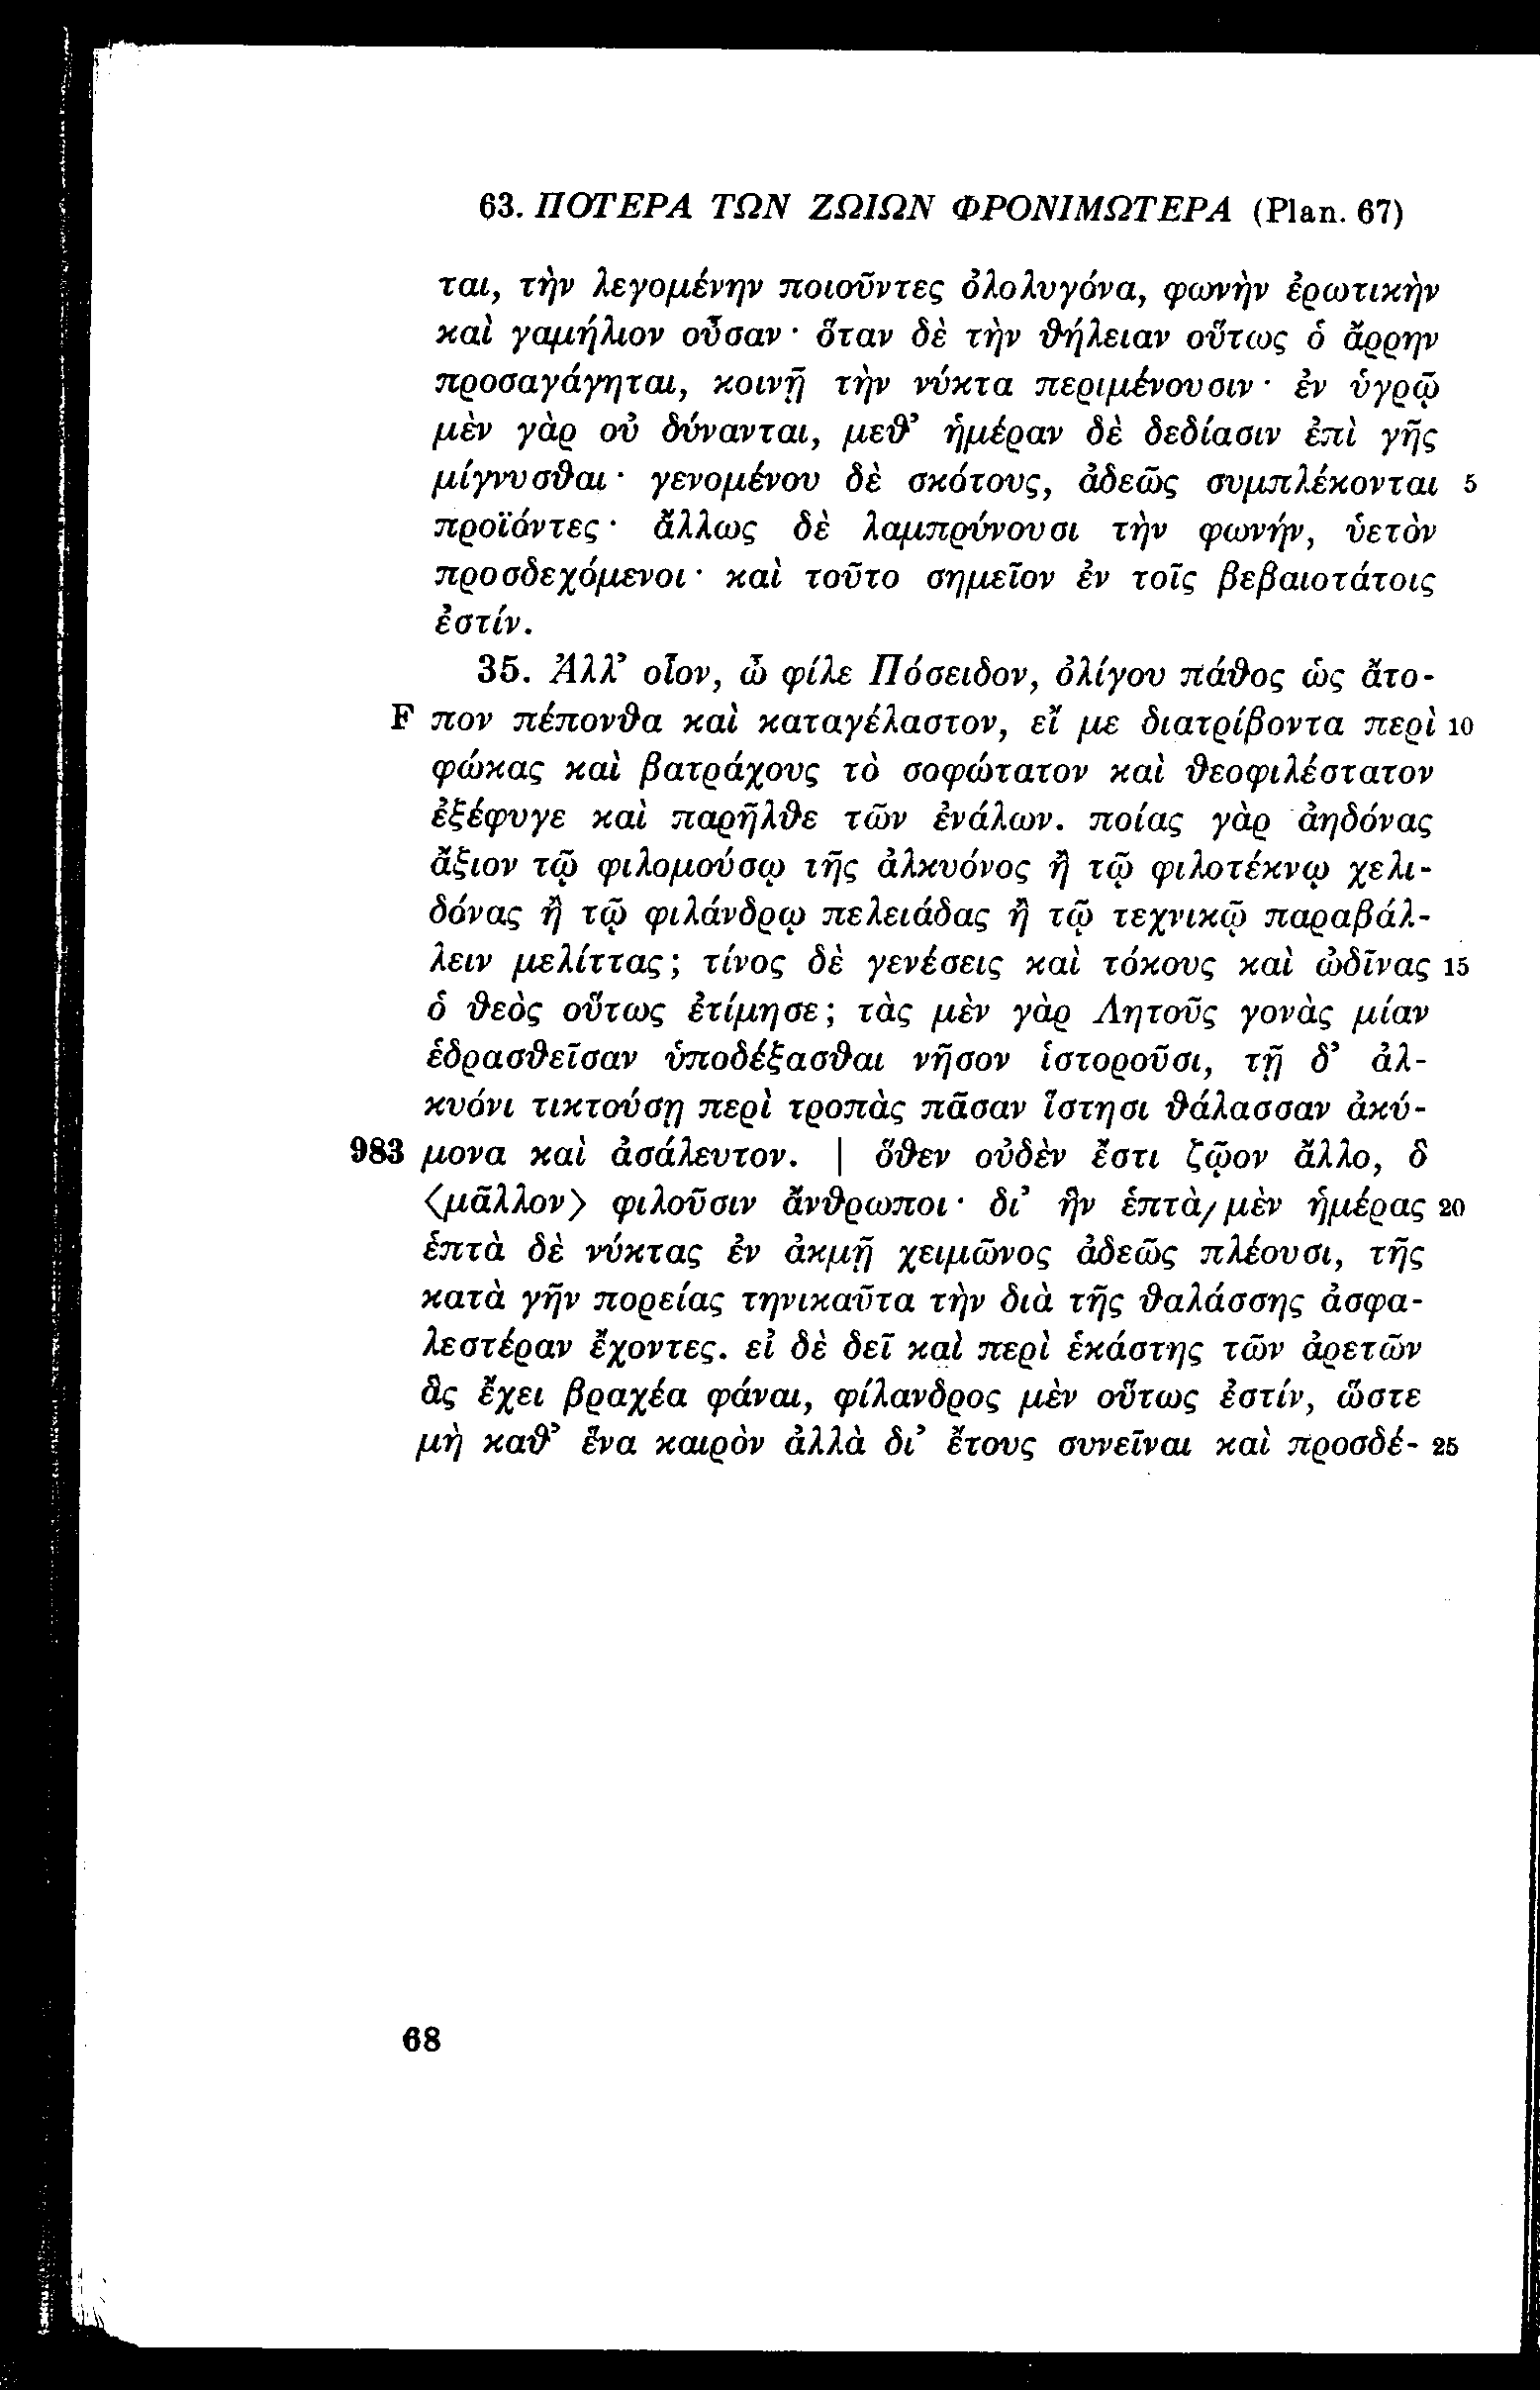 63. ΠΟΤΕΡΑ ΤΩΝ ΖΩΙΩΝ ΦΡΟΝΙΜΩΤΕΡΑ (Plan. 67)
ται, τὴν λεγομένην ποιοῦντες ὀλολυγόνα, φωνὴν ἐρωτικὴν
καὶ γαμήλιον οὖσαν· ὅταν δὲ τὴν θήλειαν οὕτως ὁ ἄρρην
προσαγάγηται, κοινῇ τὴν νύκτα περιμένουσιν· ἐν ὑγρῷ
μὲν γὰρ οὐ δύνανται, μεθ’ ἡμέραν δὲ δεδίασιν ἐπὶ γῆς
μίγνυσθαι· γενομένου δὲ σκότους, ἀδεῶς συμπλέκονται 5
προϊόντες· ἄλλως δὲ λαμπρύνουσι τὴν φωνήν, ὑετὸν
προσδεχόμενοι· καὶ τοῦτο σημεῖον ἐν τοῖς βεβαιοτάτοις
ἐστίν.
35. Ἀλλ’ οἷον, ὦ φίλε Πόσειδον, ὀλίγου πάθος ὡς ἄτο-
F πον πέπονθα καὶ καταγέλαστον, εἴ με διατρίβοντα περὶ 10
φώκας καὶ βατράχους τὸ σοφώτατον καὶ θεοφιλέστατον
ἐξέφυγε καὶ παρῆλθε τῶν ἐνάλων. ποίας γὰρ ἀηδόνας
ἄξιον τῷ φιλομούσῳ τῆς ἀλκυόνος ἢ τῷ φιλοτέκνῳ χελι-
δόνας ἢ τῷ φιλάνδρῳ πελειάδας ἢ τῷ τεχνικῷ παραβάλ-
λειν μελίττας; τίνος δὲ γενέσεις καὶ τόκους καὶ ὠδῖνας 15
ὁ θεὸς οὕτως ἐτίμησε; τὰς μὲν γὰρ Λητοῦς γονὰς μίαν
ἑδρασθεῖσαν ὑποδέξασθαι νῆσον ἱστοροῦσι, τῇ δ’ ἀλ-
κυόνι τικτούσῃ περὶ τροπὰς πᾶσαν ἵστησι θάλασσαν ἀκύ-
983 μονα καὶ ἀσάλευτον. | ὅθεν οὐδὲν ἔστι ζῷον ἄλλο, ὃ
⟨μᾶλλον⟩ φιλοῦσιν ἄνθρωποι· δι’ ἣν ἑπτὰ μὲν ἡμέρας 20
ἑπτὰ δὲ νύκτας ἐν ἀκμῇ χειμῶνος ἀδεῶς πλέουσι, τῆς
κατὰ γῆν πορείας τηνικαῦτα τὴν διὰ τῆς θαλάσσης ἀσφα-
λεστέραν ἔχοντες. εἰ δὲ δεῖ καὶ περὶ ἑκάστης τῶν ἀρετῶν
ἃς ἔχει βραχέα φάναι, φίλανδρος μὲν οὕτως ἐστίν, ὥστε
μὴ καθ’ ἕνα καιρὸν ἀλλὰ δι’ ἔτους συνεῖναι καὶ προσδέ- 25
68